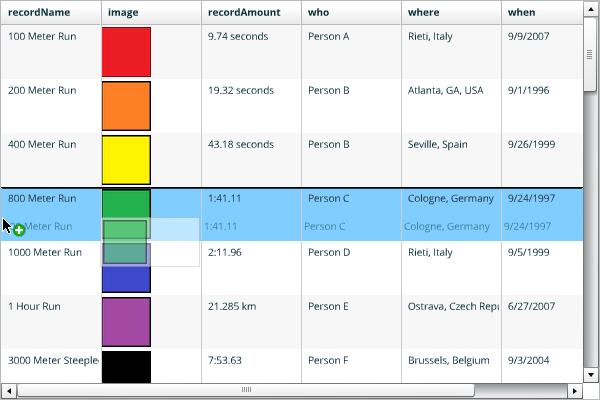 recordName image recordAmount who where when
100 Meter Run 9.74 seconds Person A Rieti, Italy 9/9/2007
200 Meter Run 19.32 seconds Person B Atlanta, GA, USA 9/1/1996
400 Meter Run 43.18 seconds Person B Seville, Spain 9/26/1999
800 Meter Run 1:41.11 Person C Cologne, Germany 9/24/1997
Meter Run 1:41.11 Person C Cologne, Germany 9/24/1997
1000 Meter Run 2:11.96 Person D Rieti, Italy 9/5/1999
1 Hour Run 21.285 km Person E Ostrava, Czech Repu 6/27/2007
3000 Meter Steeple 7:53.63 Person F Brussels, Belgium 9/3/2004